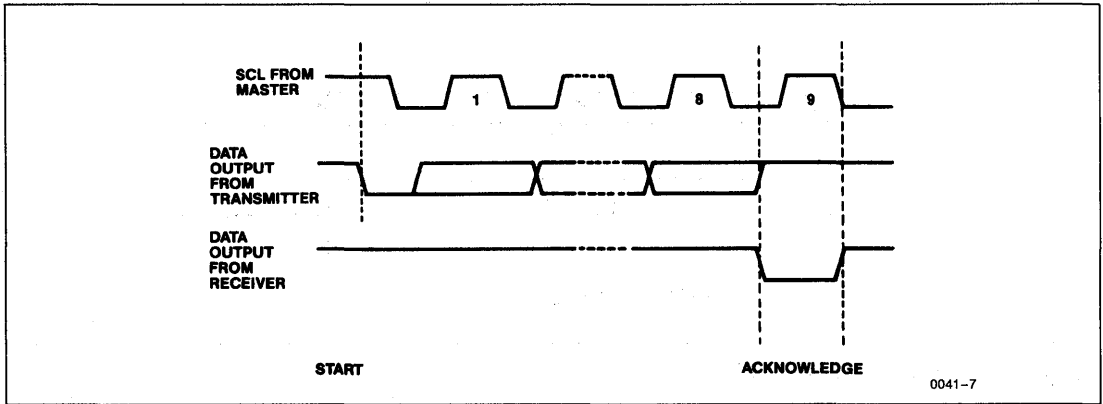 SCL FROM
MASTER
1
8
9
DATA
OUTPUT
FROM
TRANSMITTER
DATA
OUTPUT
FROM
RECEIVER
START
ACKNOWLEDGE
0041–7